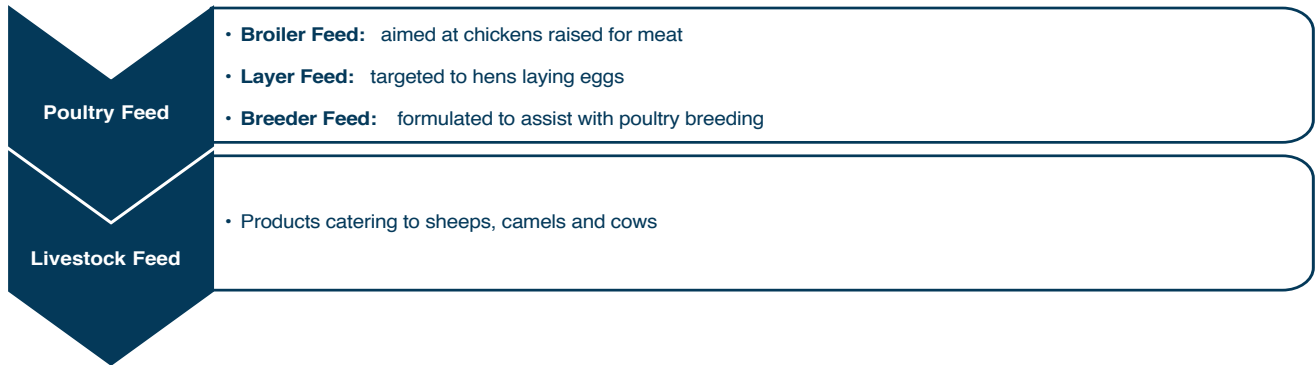 Poultry Feed
• Broiler Feed: aimed at chickens raised for meat
• Layer Feed: targeted to hens laying eggs
• Breeder Feed: formulated to assist with poultry breeding
Livestock Feed
• Products catering to sheeps, camels and cows